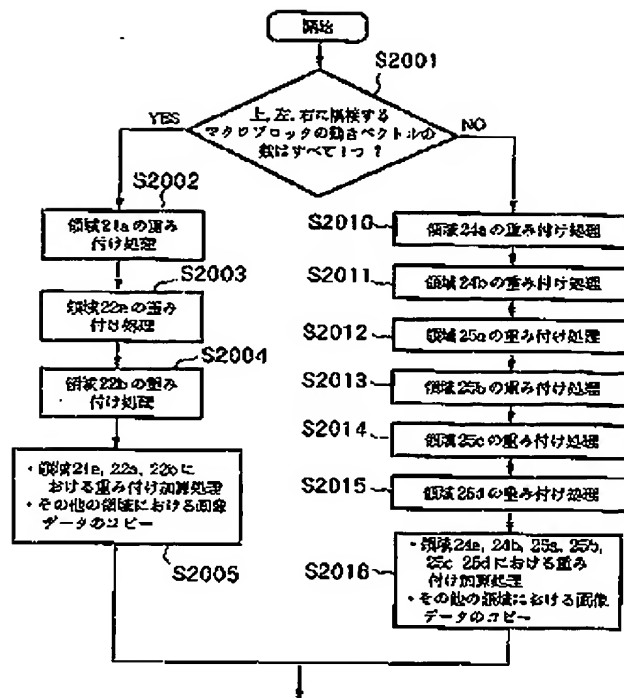 開始
S2001
上,左,右に隣接する
マクロブロックの動きベクトルの
数はすべて1つ?
YES
NO
S2002
領域21aの重み
付け処理
S2003
領域22aの重み
付け処理
S2004
領域22bの重み
付け処理
・領域21a, 22a, 22bに
おける重み付け加算処理
・その他の領域における画像
データのコピー
S2005
S2010
領域24aの重み付け処理
S2011
領域24bの重み付け処理
S2012
領域25aの重み付け処理
S2013
領域25bの重み付け処理
S2014
領域25cの重み付け処理
S2015
領域25dの重み付け処理
S2016
・領域24a, 24b, 25a, 25b,
25c 25dにおける重み
付け加算処理
・その他の領域における画像
データのコピー